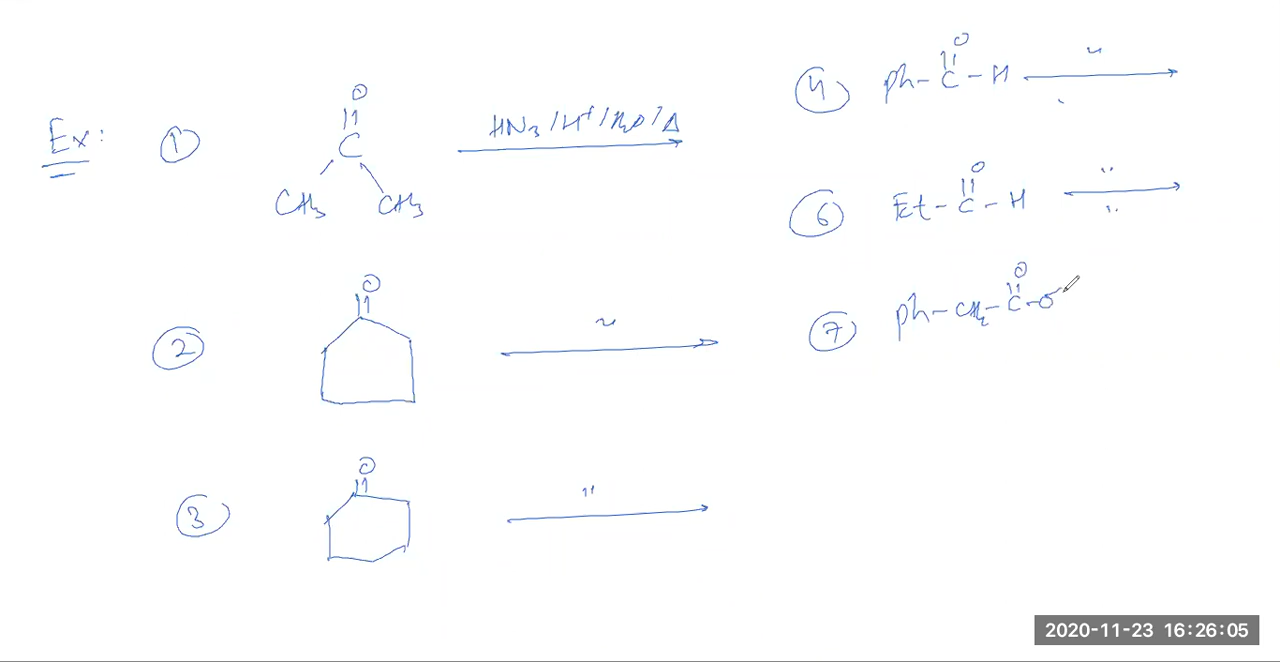 Ex: ① O
C
CH3 CH3
HN3/H+/H2O/Δ
② O
"
③ O
"
④ O
Ph-C-H
"
⑥ O
Et-C-H
"
"
⑦ O
Ph-CH2-C-O
2020-11-23 16:26:05